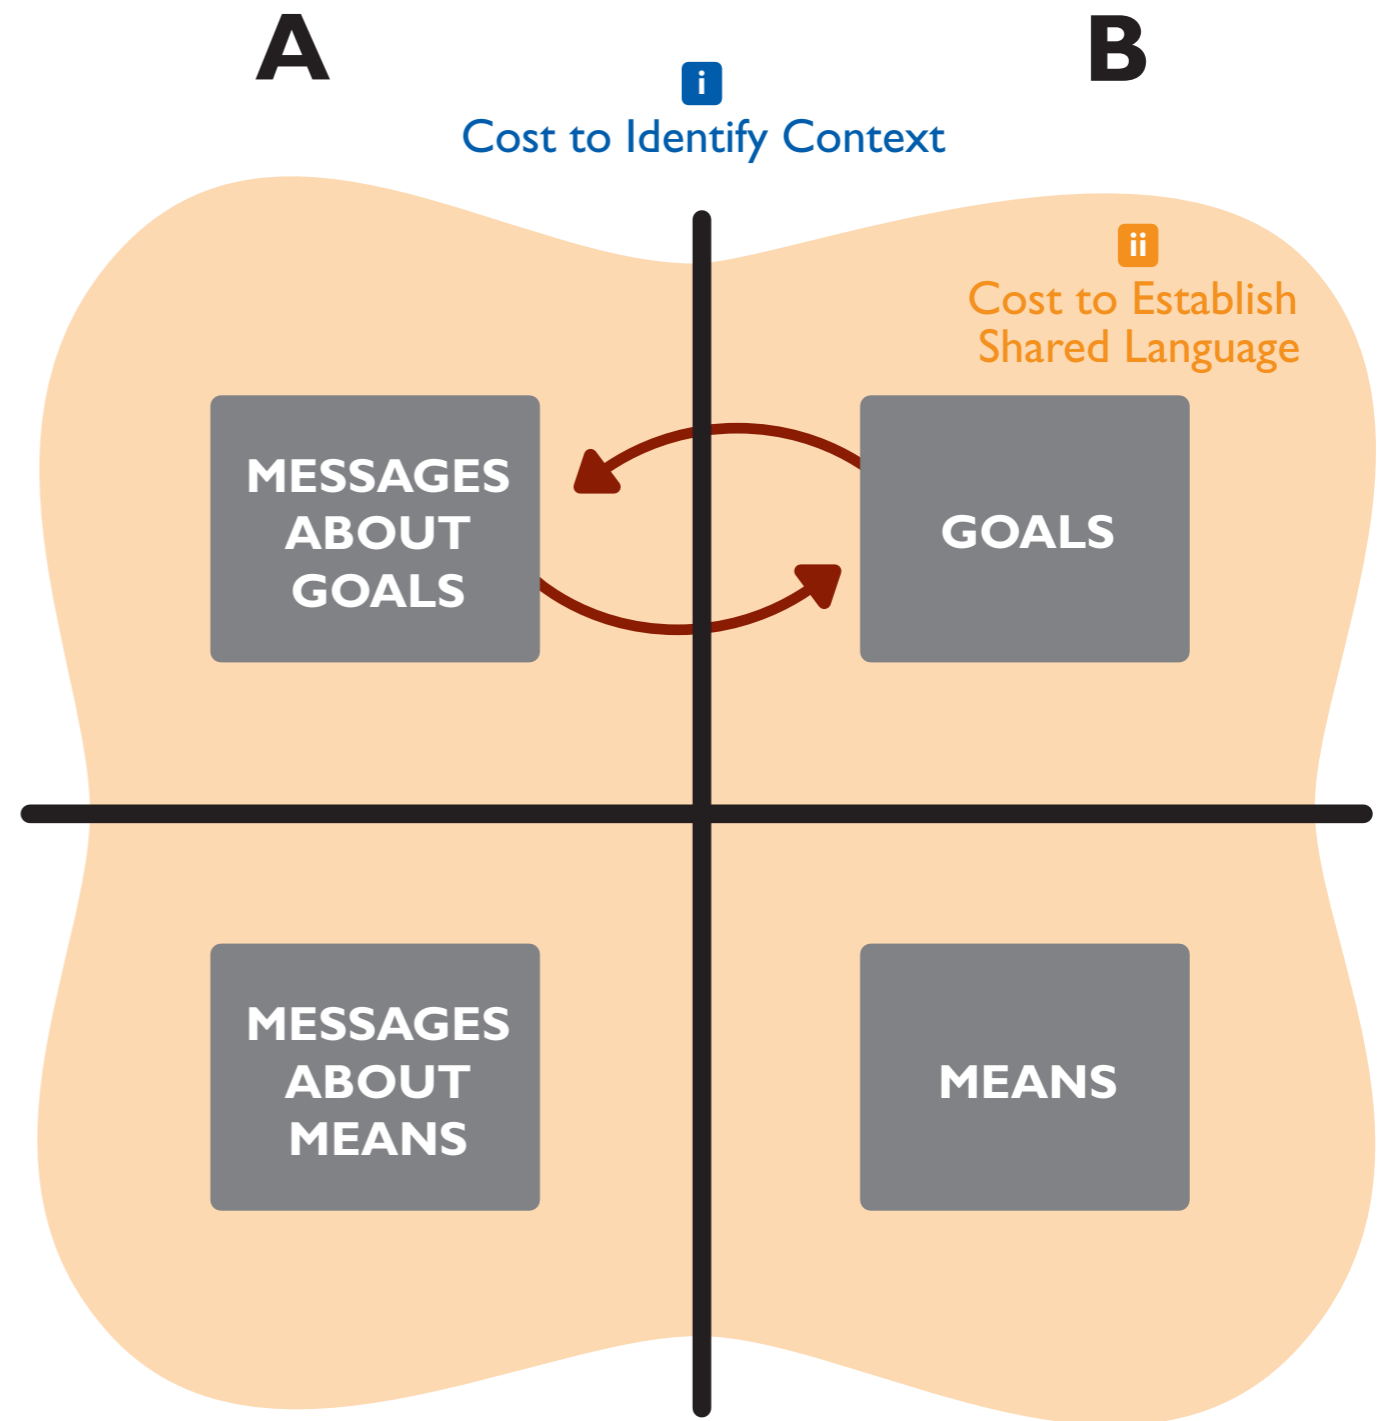 A
B
i
Cost to Identify Context
ii
Cost to Establish
Shared Language
MESSAGES
ABOUT
GOALS
GOALS
MESSAGES
ABOUT
MEANS
MEANS